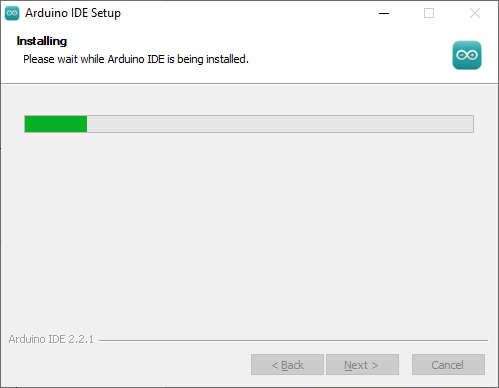 Arduino IDE Setup
Installing
Please wait while Arduino IDE is being installed.
Arduino IDE 2.2.1
< Back Next > Cancel